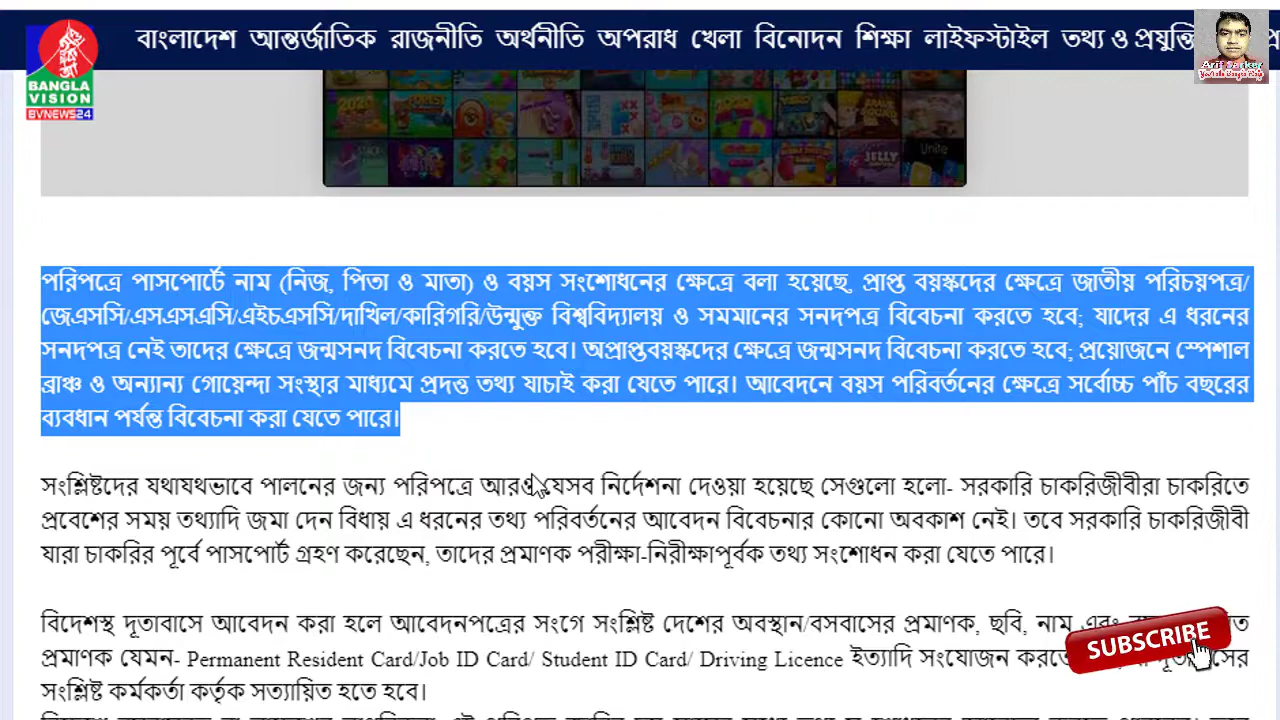 বাংলাদেশ আন্তর্জাতিক রাজনীতি অর্থনীতি অপরাধ খেলা বিনোদন শিক্ষা লাইফস্টাইল তথ্য ও প্রযুক্তি
Arif Sarker
BANGLA
VISION
BVNEWS24
2020
JELLY
Unite
পরিপত্রে পাসপোর্টে নাম (নিজ, পিতা ও মাতা) ও বয়স সংশোধনের ক্ষেত্রে বলা হয়েছে, প্রাপ্ত বয়স্কদের ক্ষেত্রে জাতীয় পরিচয়পত্র/
জেএসসি/এসএসএসি/এইচএসসি/দাখিল/কারিগরি/উন্মুক্ত বিশ্ববিদ্যালয় ও সমমানের সনদপত্র বিবেচনা করতে হবে; যাদের এ ধরনের
সনদপত্র নেই তাদের ক্ষেত্রে জন্মসনদ বিবেচনা করতে হবে। অপ্রাপ্তবয়স্কদের ক্ষেত্রে জন্মসনদ বিবেচনা করতে হবে; প্রয়োজনে স্পেশাল
ব্রাঞ্চ ও অন্যান্য গোয়েন্দা সংস্থার মাধ্যমে প্রদত্ত তথ্য যাচাই করা যেতে পারে। আবেদনে বয়স পরিবর্তনের ক্ষেত্রে সর্বোচ্চ পাঁচ বছরের
ব্যবধান পর্যন্ত বিবেচনা করা যেতে পারে।
সংশ্লিষ্টদের যথাযথভাবে পালনের জন্য পরিপত্রে আরও যেসব নির্দেশনা দেওয়া হয়েছে সেগুলো হলো- সরকারি চাকরিজীবীরা চাকরিতে
প্রবেশের সময় তথ্যাদি জমা দেন বিধায় এ ধরনের তথ্য পরিবর্তনের আবেদন বিবেচনার কোনো অবকাশ নেই। তবে সরকারি চাকরিজীবী
যারা চাকরির পূর্বে পাসপোর্ট গ্রহণ করেছেন, তাদের প্রমাণক পরীক্ষা-নিরীক্ষাপূর্বক তথ্য সংশোধন করা যেতে পারে।
বিদেশস্থ দূতাবাসে আবেদন করা হলে আবেদনপত্রের সংগে সংশ্লিষ্ট দেশের অবস্থান/বসবাসের প্রমাণক, ছবি, নাম এবং
প্রমাণক যেমন- Permanent Resident Card/Job ID Card/ Student ID Card/ Driving Licence ইত্যাদি সংযোজন
সংশ্লিষ্ট কর্মকর্তা কর্তৃক সত্যায়িত হতে হবে।
SUBSCRIBE